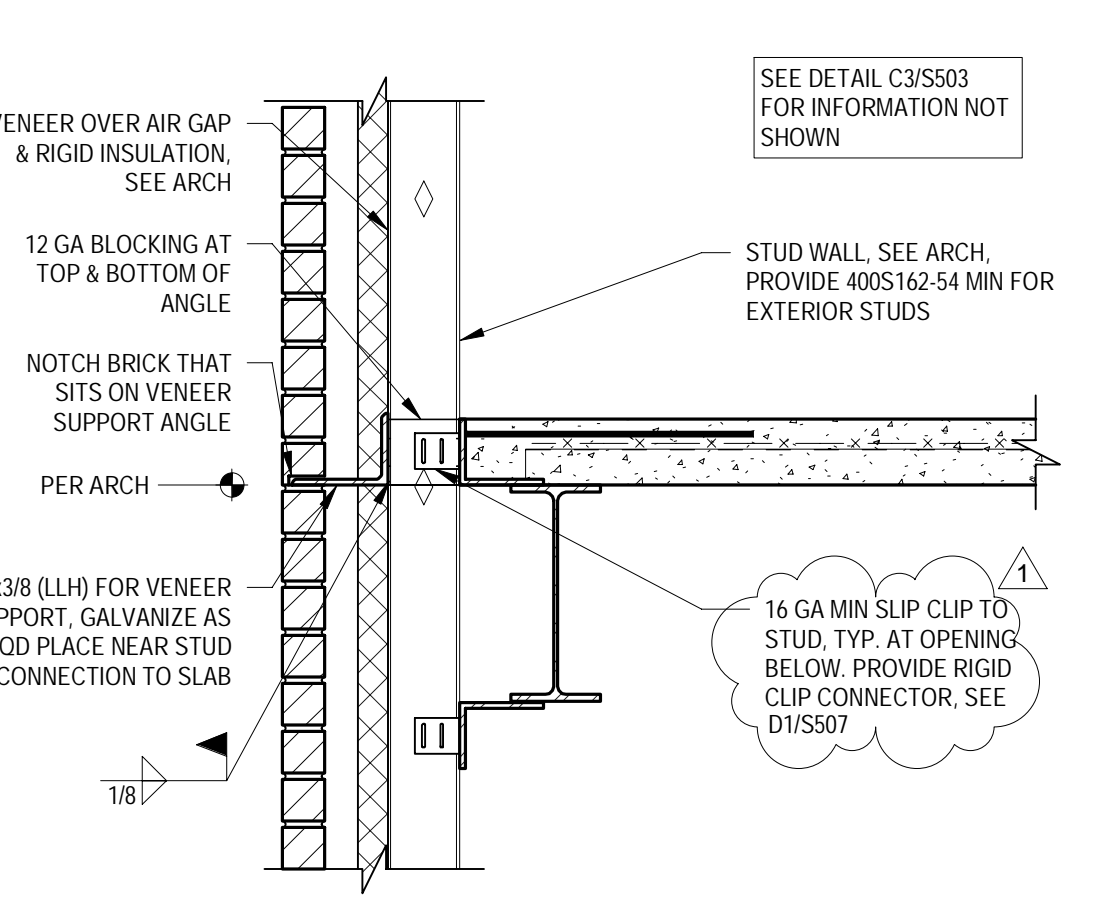 SEE DETAIL C3/S503
FOR INFORMATION NOT
SHOWN
VENEER OVER AIR GAP
& RIGID INSULATION,
SEE ARCH
12 GA BLOCKING AT
TOP & BOTTOM OF
ANGLE
STUD WALL, SEE ARCH,
PROVIDE 400S162-54 MIN FOR
EXTERIOR STUDS
NOTCH BRICK THAT
SITS ON VENEER
SUPPORT ANGLE
PER ARCH
3/8 (LLH) FOR VENEER
PPORT, GALVANIZE AS
QD PLACE NEAR STUD
CONNECTION TO SLAB
1
16 GA MIN SLIP CLIP TO
STUD, TYP. AT OPENING
BELOW. PROVIDE RIGID
CLIP CONNECTOR, SEE
D1/S507
1/8